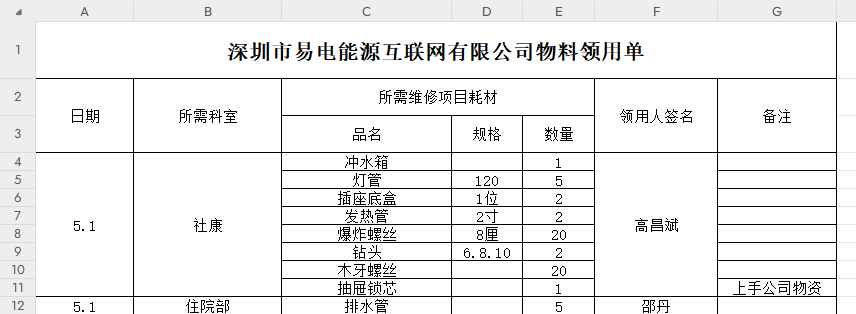 A B C D E F G
1 深圳市易电能源互联网有限公司物料领用单
2 日期 所需科室 所需维修项目耗材 领用人签名 备注
3 品名 规格 数量
4 冲水箱 1
5 灯管 120 5
6 插座底盒 1位 2
7 5.1 社康 发热管 2寸 2 高昌斌
8 爆炸螺丝 8厘 20
9 钻头 6.8.10 2
10 木牙螺丝 20
11 抽屉锁芯 1 上手公司物资
12 5.1 住院部 排水管 5 邵丹